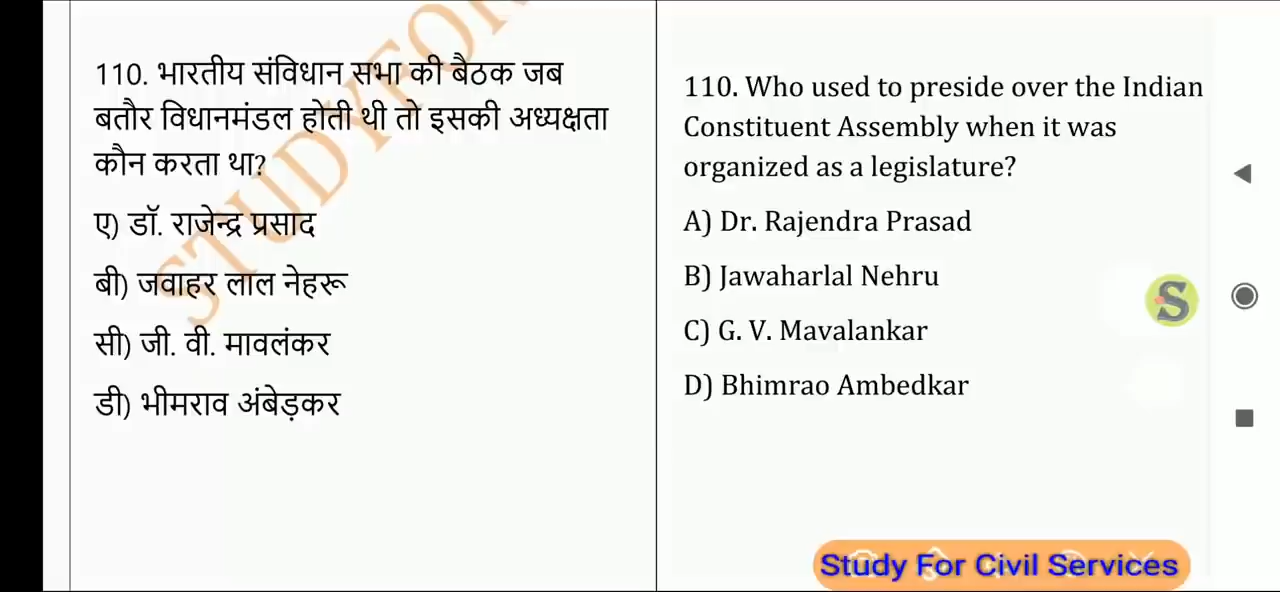 110. भारतीय संविधान सभा की बैठक जब
बतौर विधानमंडल होती थी तो इसकी अध्यक्षता
कौन करता था?
ए) डॉ. राजेन्द्र प्रसाद
बी) जवाहर लाल नेहरू
सी) जी. वी. मावलंकर
डी) भीमराव अंबेड़कर
110. Who used to preside over the Indian
Constituent Assembly when it was
organized as a legislature?
A) Dr. Rajendra Prasad
B) Jawaharlal Nehru
C) G. V. Mavalankar
D) Bhimrao Ambedkar
STUDYFOR
S
Study For Civil Services